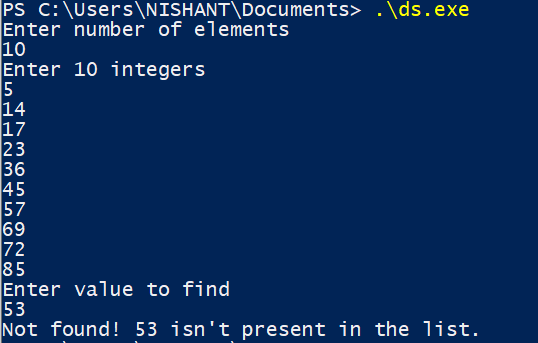 PS C:\Users\NISHANT\Documents> .\ds.exe
Enter number of elements
10
Enter 10 integers
5
14
17
23
36
45
57
69
72
85
Enter value to find
53
Not found! 53 isn't present in the list.